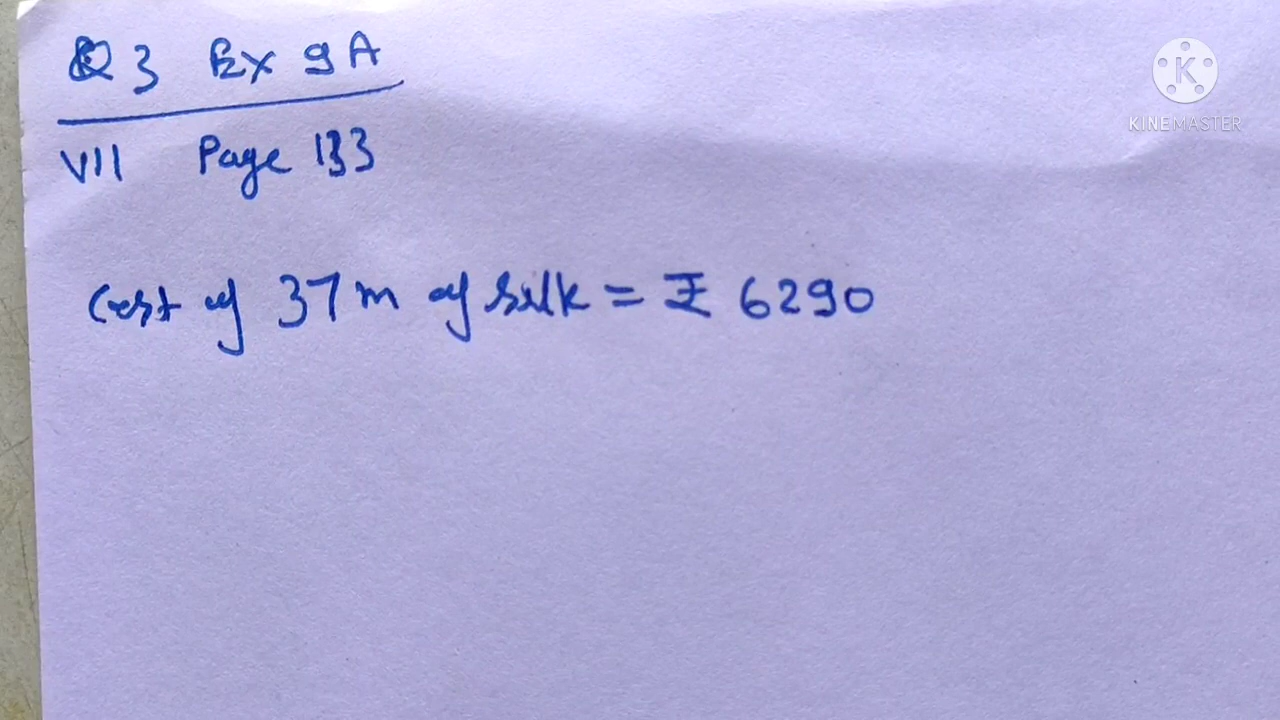 Q3 Ex 9A
VII Page 133
Cost of 37m of silk = ₹ 6290
K
KINEMASTER